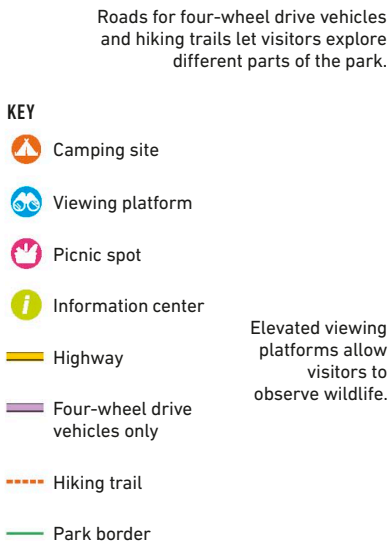 Roads for four-wheel drive vehicles
and hiking trails let visitors explore
different parts of the park.
KEY
Camping site
Viewing platform
Picnic spot
i Information center
Highway
Four-wheel drive
vehicles only
Hiking trail
Park border
Elevated viewing
platforms allow
visitors to
observe wildlife.